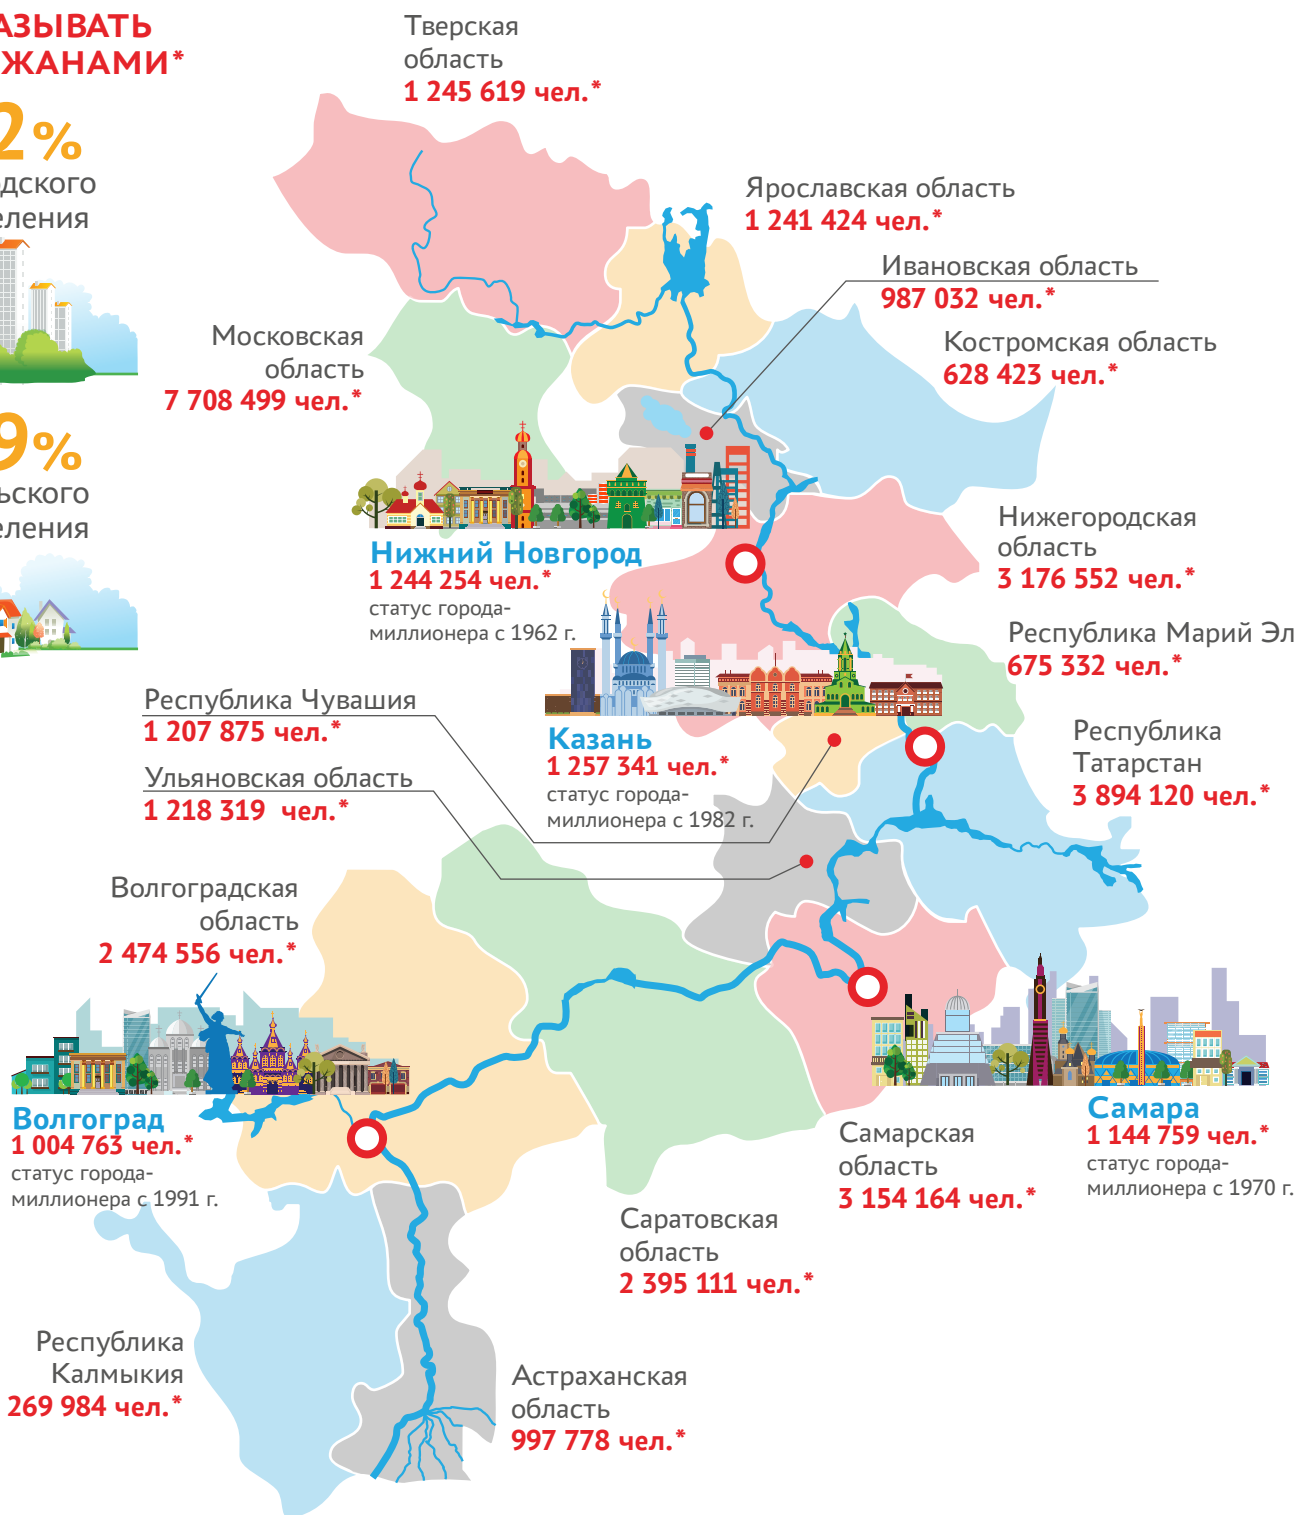 АЗЫВАТЬ
ЖАНАМИ*
2%
дского
еления
9%
ьского
еления
Тверская
область
1 245 619 чел.*
Ярославская область
1 241 424 чел.*
Ивановская область
987 032 чел.*
Костромская область
628 423 чел.*
Московская
область
7 708 499 чел.*
Нижегородская
область
3 176 552 чел.*
Нижний Новгород
1 244 254 чел.*
статус города-
миллионера с 1962 г.
Республика Марий Эл
675 332 чел.*
Республика Чувашия
1 207 875 чел.*
Ульяновская область
1 218 319 чел.*
Казань
1 257 341 чел.*
статус города-
миллионера с 1982 г.
Республика
Татарстан
3 894 120 чел.*
Волгоградская
область
2 474 556 чел.*
Волгоград
1 004 763 чел.*
статус города-
миллионера с 1991 г.
Самара
1 144 759 чел.*
статус города-
миллионера с 1970 г.
Самарская
область
3 154 164 чел.*
Саратовская
область
2 395 111 чел.*
Республика
Калмыкия
269 984 чел.*
Астраханская
область
997 778 чел.*